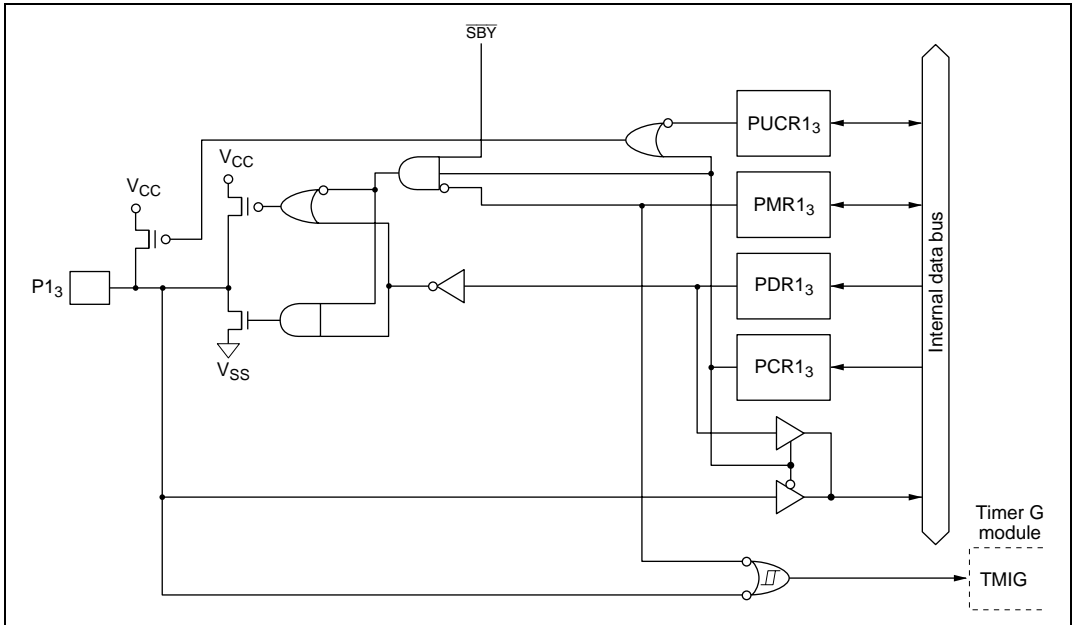 SBY
PUCR1₃
VCC
VCC
PMR1₃
P1₃
PDR1₃
VSS
PCR1₃
Internal data bus
Timer G
module
TMIG